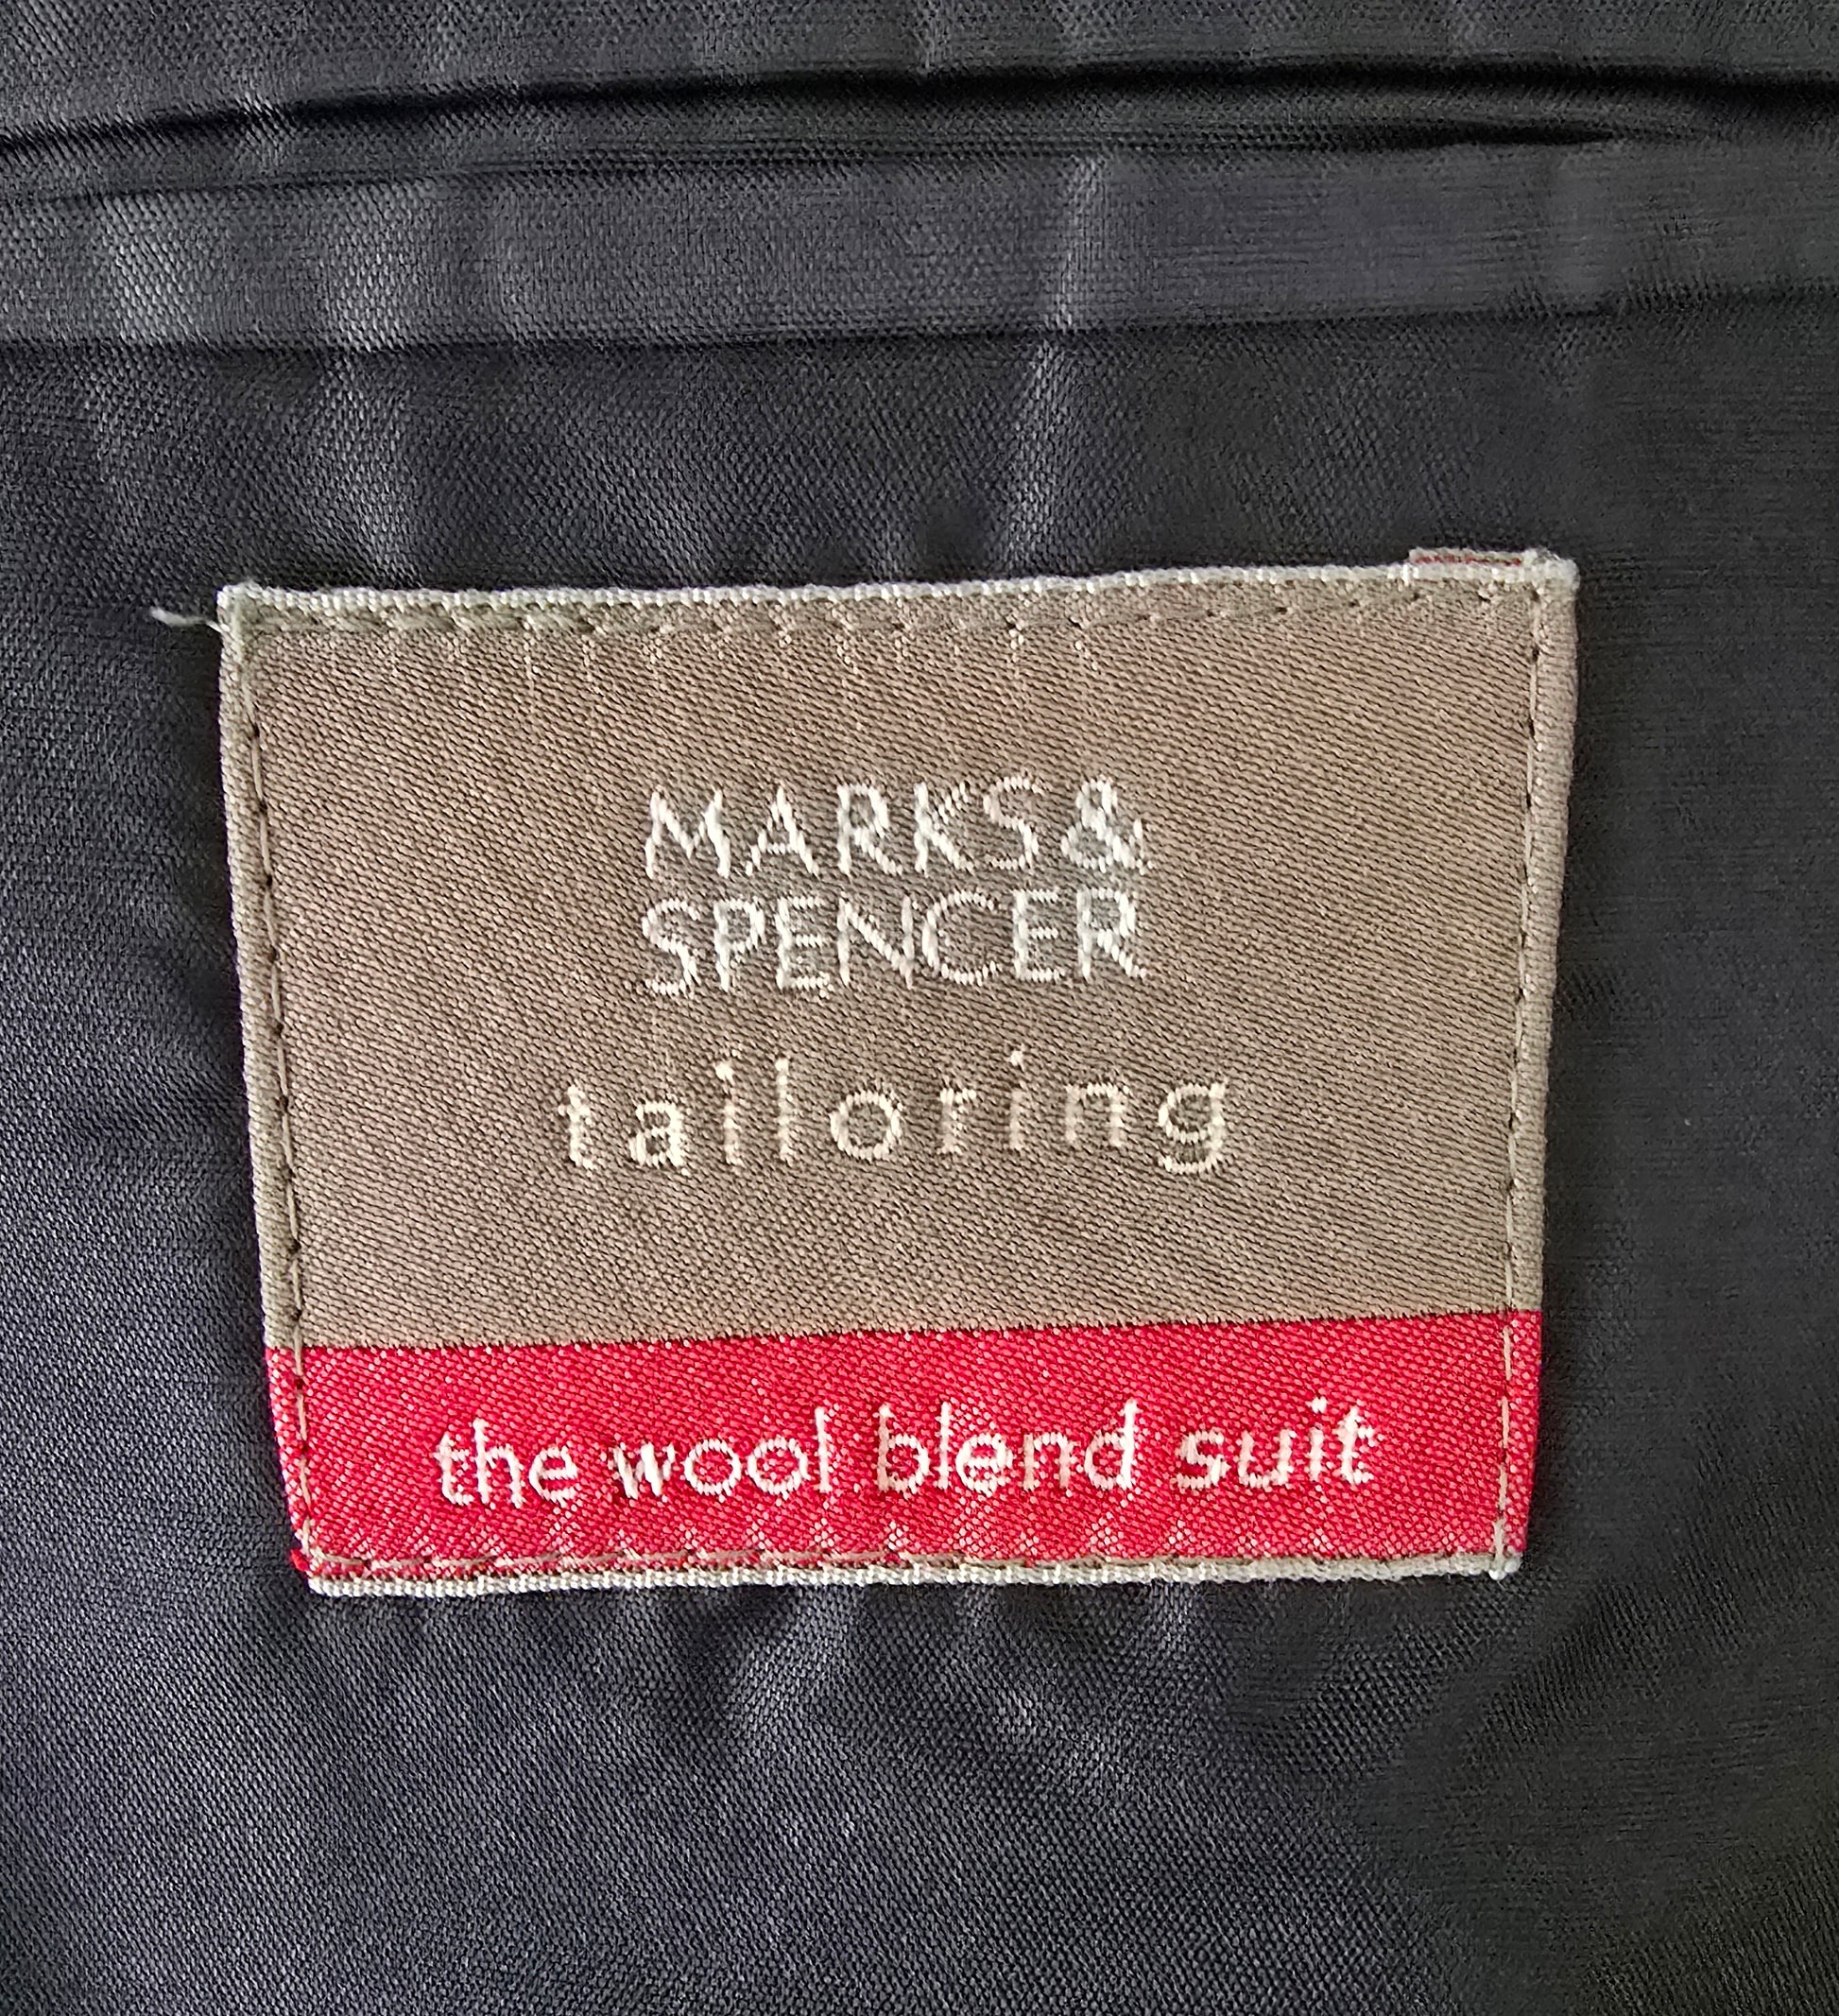 MARKS &
SPENCER
tailoring
the wool blend suit